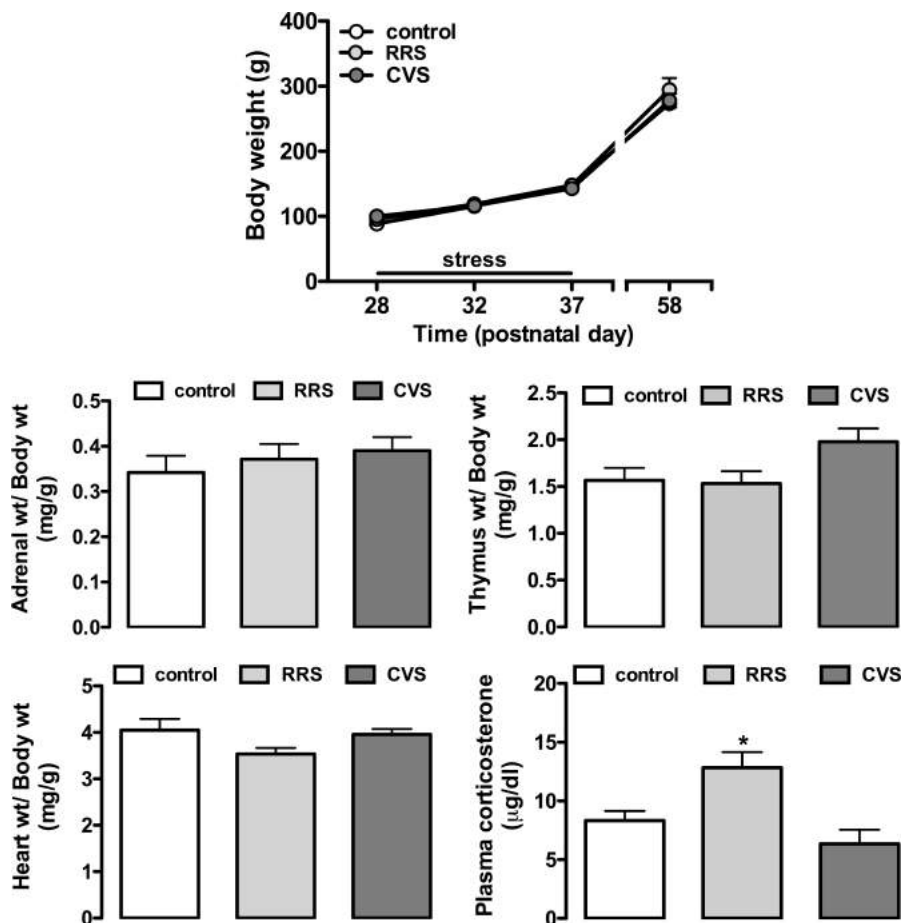 400
300
200
100
0
Body weight (g)
control
RRS
CVS
stress
28 32 37 58
Time (postnatal day)
control RRS CVS
0.5
0.4
0.3
0.2
0.1
0.0
Adrenal wt/ Body wt
(mg/g)
control RRS CVS
2.5
2.0
1.5
1.0
0.5
0.0
Thymus wt/ Body wt
(mg/g)
control RRS CVS
5
4
3
2
1
0
Heart wt/ Body wt
(mg/g)
control RRS CVS
20
15
10
5
0
*
Plasma corticosterone
(μg/dl)